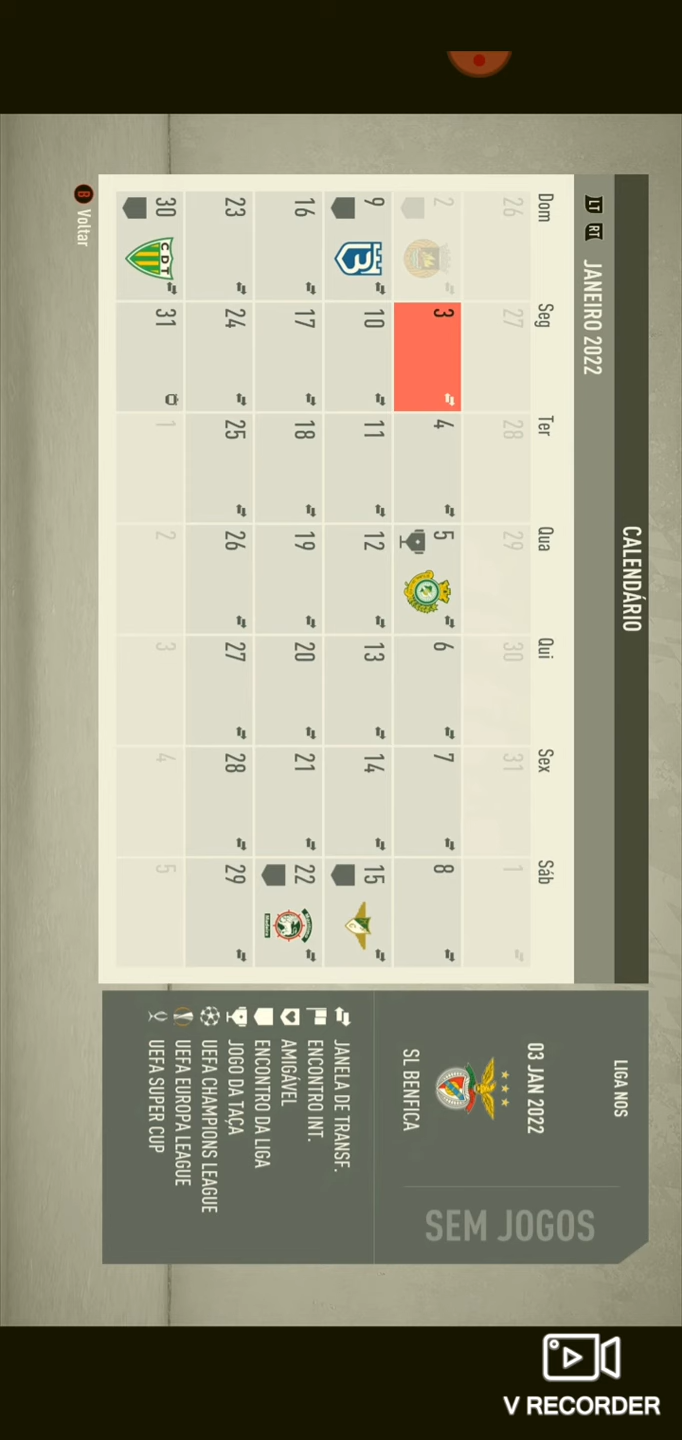 CALENDÁRIO
LT RT JANEIRO 2022
Dom Seg Ter Qua Qui Sex Sáb
26 27 28 29 30 31 1
2 3 4 5 6 7 8
9 10 11 12 13 14 15
16 17 18 19 20 21 22
23 24 25 26 27 28 29
30 31 1 2 3 4 5
CDT
B Voltar
LIGA NOS
03 JAN 2022
SL BENFICA
SEM JOGOS
JANELA DE TRANSF.
ENCONTRO INT.
AMIGÁVEL
ENCONTRO DA LIGA
JOGO DA TAÇA
UEFA CHAMPIONS LEAGUE
UEFA EUROPA LEAGUE
UEFA SUPER CUP
V RECORDER